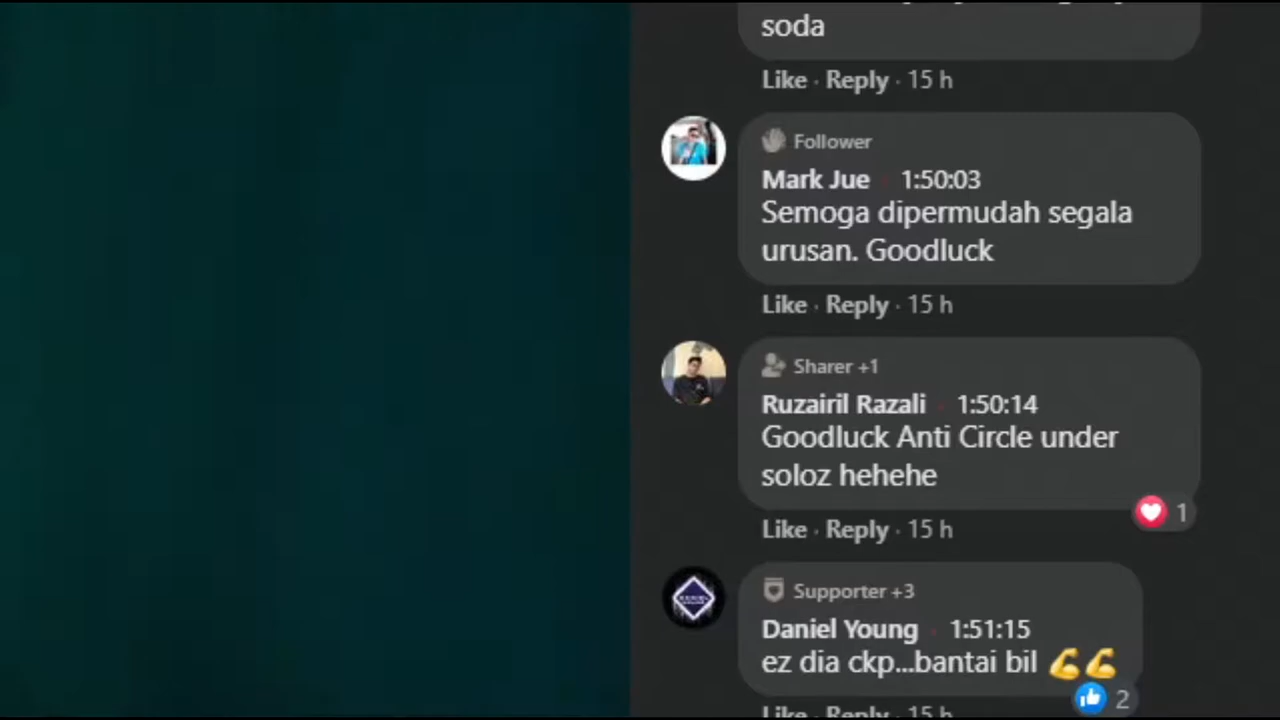 soda
Like · Reply · 15 h
Follower
Mark Jue · 1:50:03
Semoga dipermudah segala
urusan. Goodluck
Like · Reply · 15 h
Sharer +1
Ruzairil Razali · 1:50:14
Goodluck Anti Circle under
soloz hehehe
1
Like · Reply · 15 h
Supporter +3
Daniel Young · 1:51:15
ez dia ckp...bantai bil 💪💪
2
Like · Reply · 15 h